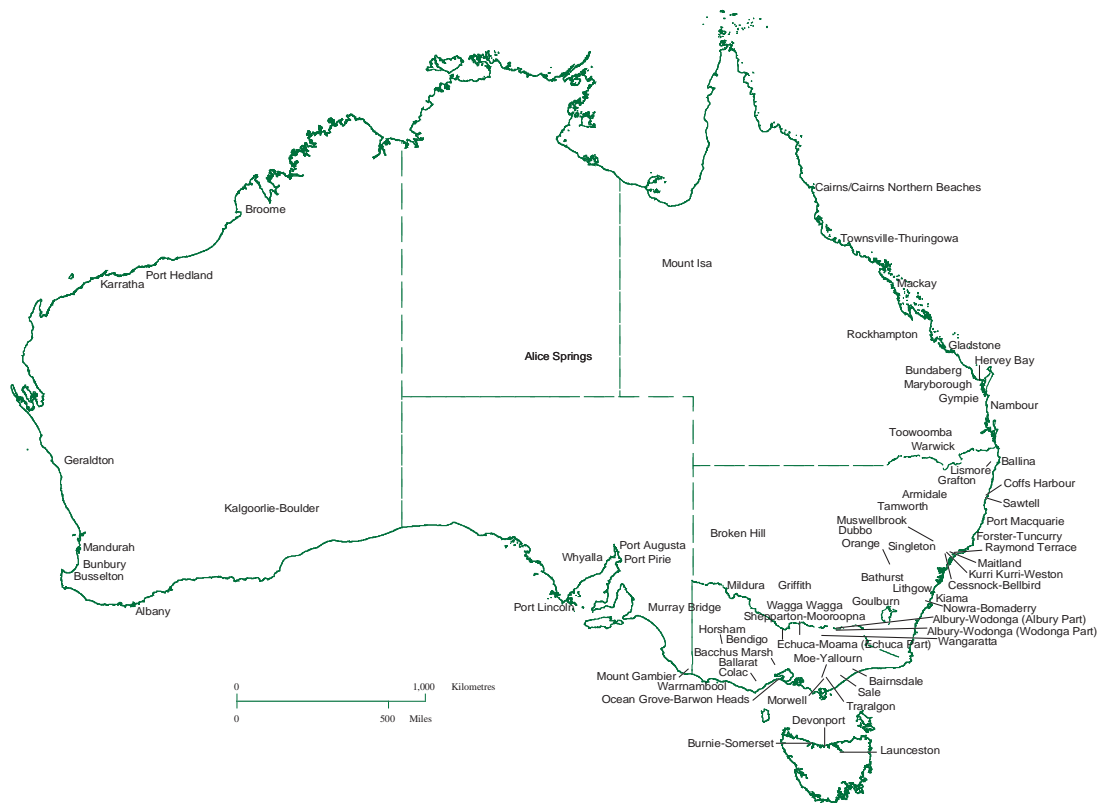 Cairns/Cairns Northern Beaches
Broome
Townsville-Thuringowa
Mount Isa
Port Hedland
Karratha
Mackay
Rockhampton
Gladstone
Alice Springs
Hervey Bay
Bundaberg
Maryborough
Gympie
Nambour
Toowoomba
Warwick
Geraldton
Ballina
Lismore
Grafton
Coffs Harbour
Armidale
Sawtell
Tamworth
Kalgoorlie-Boulder
Muswellbrook
Port Macquarie
Dubbo
Broken Hill
Forster-Tuncurry
Orange
Singleton
Raymond Terrace
Mandurah
Port Augusta
Whyalla
Port Pirie
Maitland
Bunbury
Kurri Kurri-Weston
Busselton
Bathurst
Cessnock-Bellbird
Mildura
Griffith
Lithgow
Kiama
Goulburn
Albany
Port Lincoln
Murray Bridge
Wagga Wagga
Nowra-Bomaderry
Shepparton-Mooroopna
Albury-Wodonga (Albury Part)
Horsham
Albury-Wodonga (Wodonga Part)
Bendigo
Wangaratta
Echuca-Moama (Echuca Part)
Bacchus Marsh
Moe-Yallourn
Ballarat
Colac
Mount Gambier
Bairnsdale
Warrnambool
Sale
Ocean Grove-Barwon Heads
Morwell
Traralgon
0 1,000 Kilometres
0 500 Miles
Devonport
Burnie-Somerset
Launceston